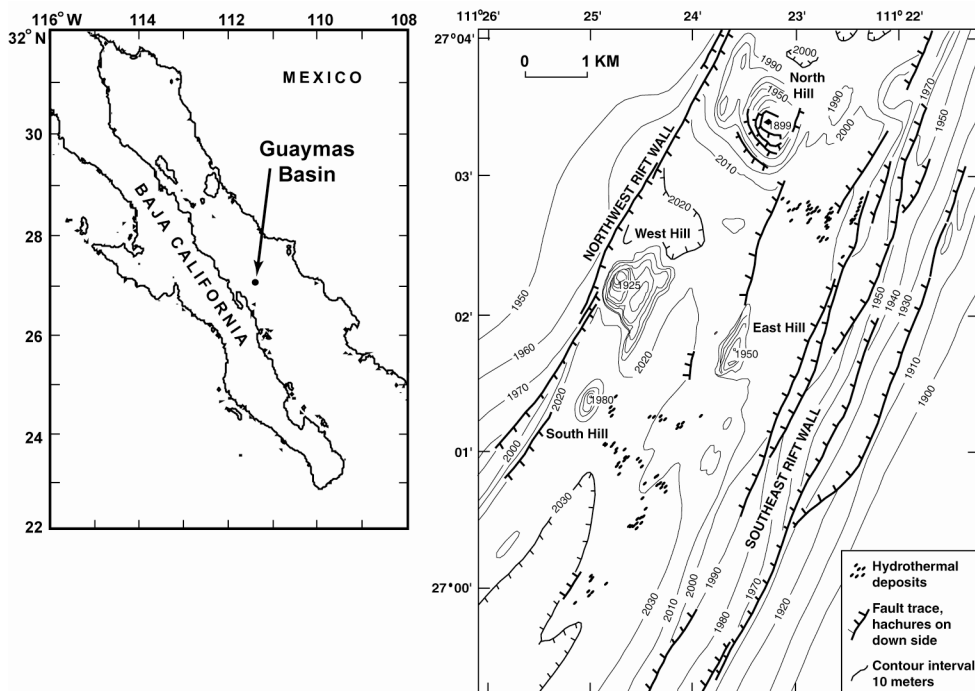 116° W
114
112
110
108
32° N
30
28
26
24
22
MEXICO
Guaymas
Basin
BAJA CALIFORNIA
111° 26'
25'
24'
23'
111° 22'
27° 04'
03'
02'
01'
27° 00'
0 1 KM
2000
1990
North
Hill
1950
1990
1970
1950
1899
2000
2010
NORTHWEST RIFT WALL
2020
West Hill
1925
1950
1950
1940
1930
East Hill
1950
1960
2020
1910
1970
1980
2020
1900
South Hill
2000
SOUTHEAST RIFT WALL
2030
2030
2010
2000
1990
1980
1970
1920
Hydrothermal
deposits
Fault trace,
hachures on
down side
Contour interval
10 meters